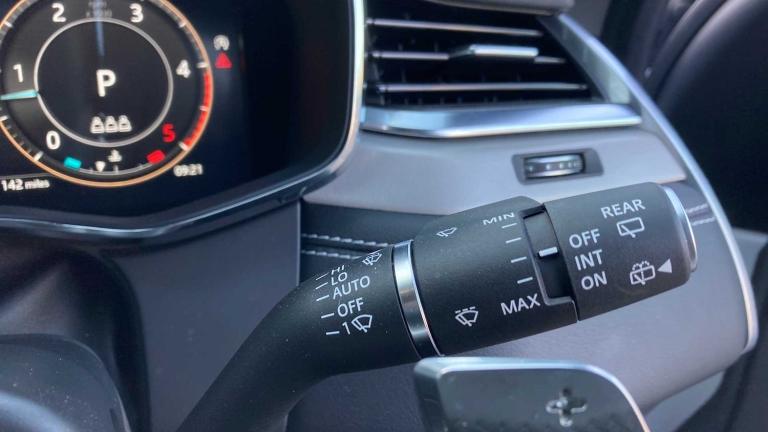 2 3
1 4
P
0 5
142 miles
09:21
HI
LO
AUTO
OFF
1
MIN
MAX
REAR
OFF
INT
ON
+